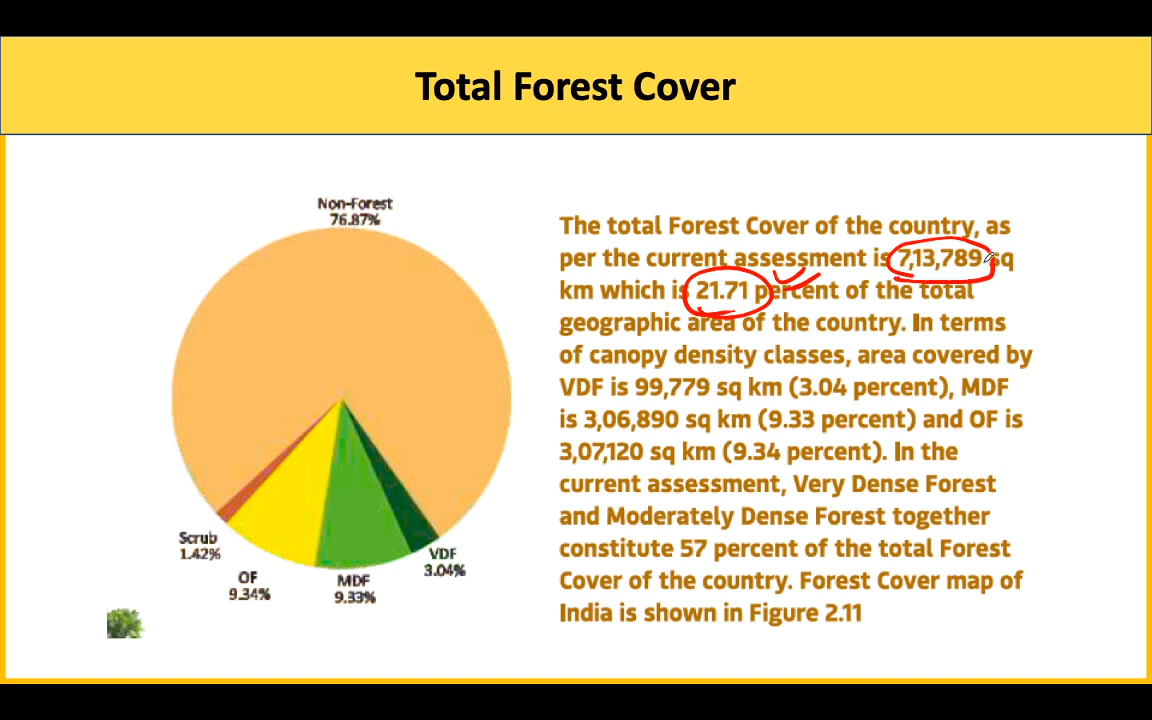 Total Forest Cover
Non-Forest
76.87%
Scrub
1.42%
OF
9.34%
MDF
9.33%
VDF
3.04%
The total Forest Cover of the country, as
per the current assessment is 7,13,789 sq
km which is 21.71 percent of the total
geographic area of the country. In terms
of canopy density classes, area covered by
VDF is 99,779 sq km (3.04 percent), MDF
is 3,06,890 sq km (9.33 percent) and OF is
3,07,120 sq km (9.34 percent). In the
current assessment, Very Dense Forest
and Moderately Dense Forest together
constitute 57 percent of the total Forest
Cover of the country. Forest Cover map of
India is shown in Figure 2.11